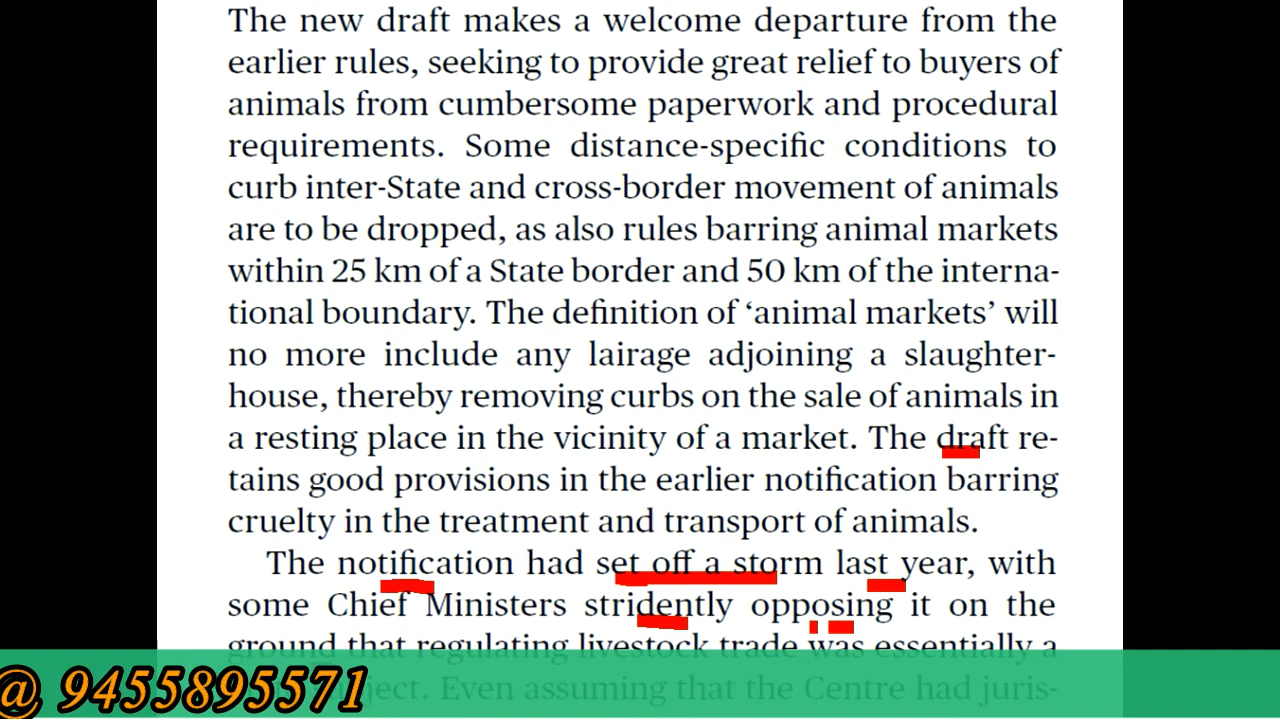 The new draft makes a welcome departure from the
earlier rules, seeking to provide great relief to buyers of
animals from cumbersome paperwork and procedural
requirements. Some distance-specific conditions to
curb inter-State and cross-border movement of animals
are to be dropped, as also rules barring animal markets
within 25 km of a State border and 50 km of the interna-
tional boundary. The definition of ‘animal markets’ will
no more include any lairage adjoining a slaughter-
house, thereby removing curbs on the sale of animals in
a resting place in the vicinity of a market. The draft re-
tains good provisions in the earlier notification barring
cruelty in the treatment and transport of animals.
The notification had set off a storm last year, with
some Chief Ministers stridently opposing it on the
ground that regulating livestock trade was essentially a
Even assuming that the Centre had juris-
@ 9455895571